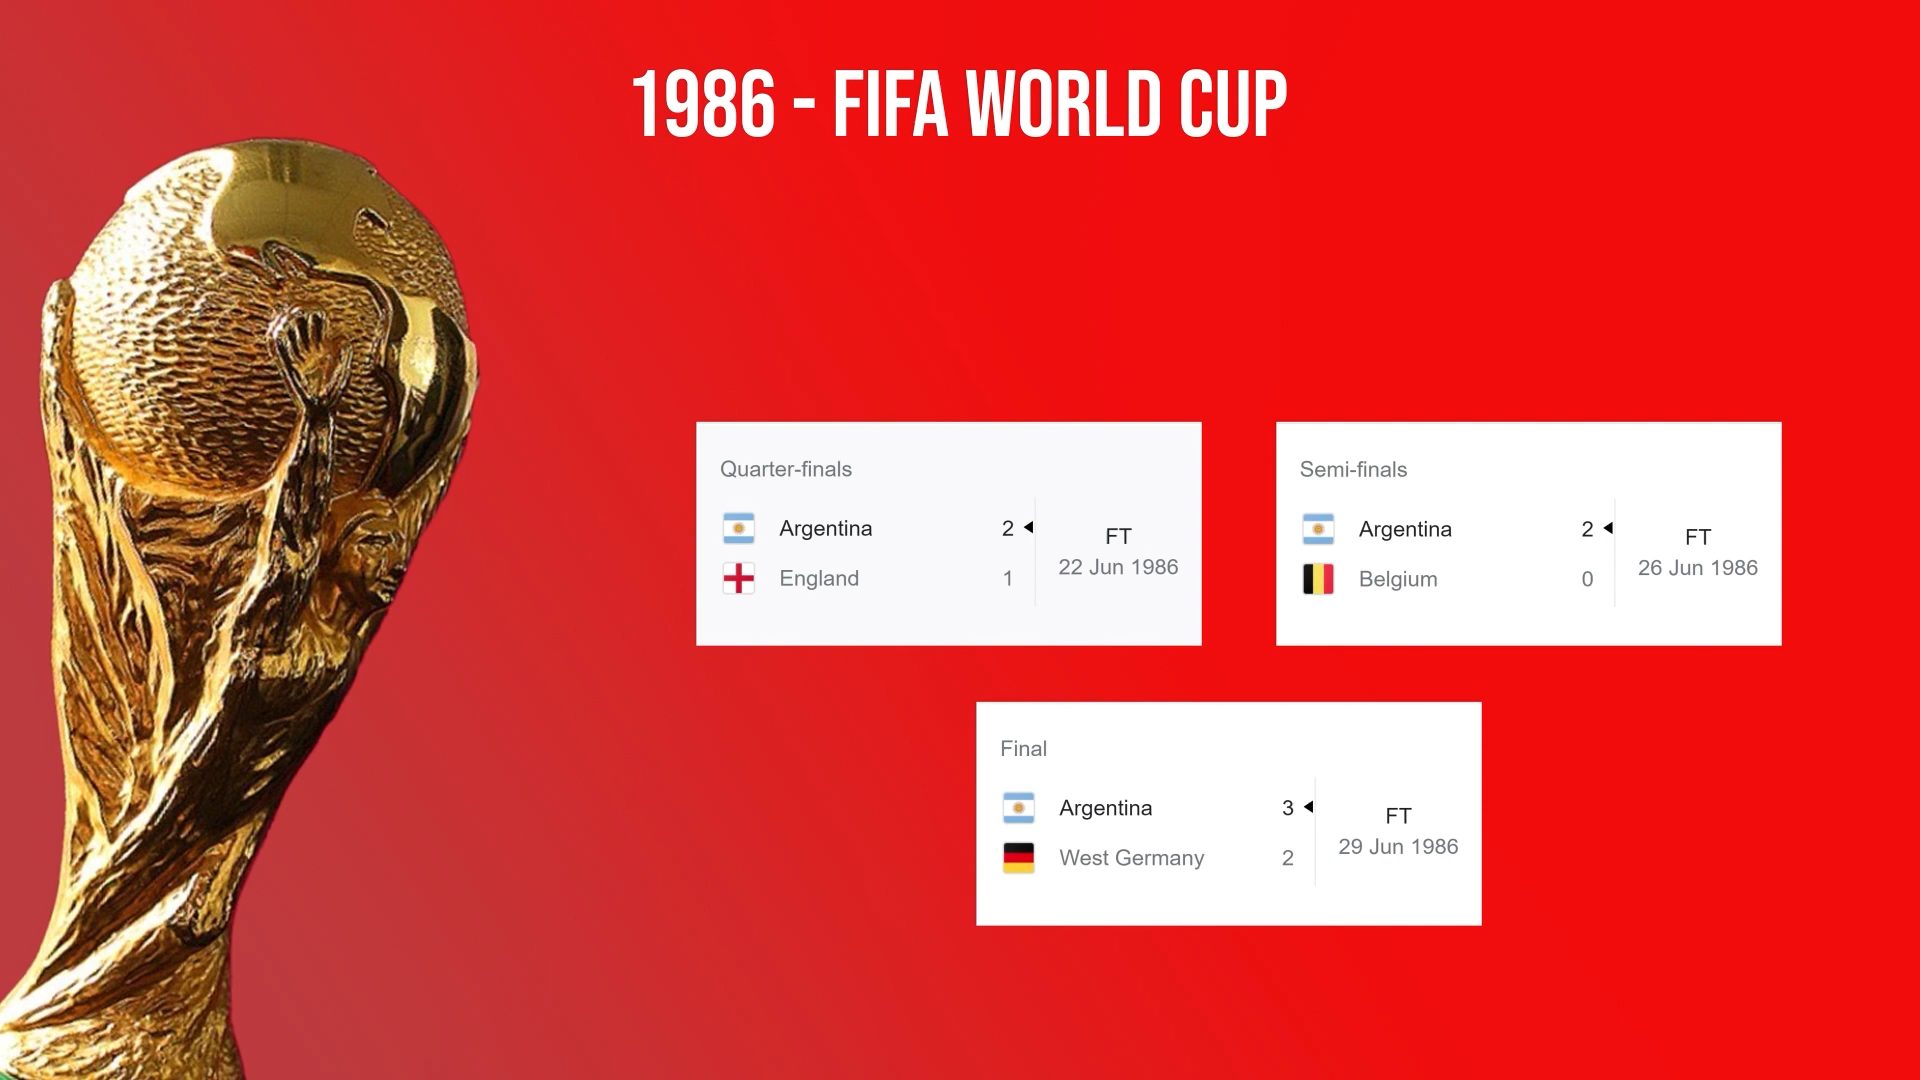 1986 - FIFA WORLD CUP
Quarter-finals
Argentina 2
England 1
FT
22 Jun 1986
Semi-finals
Argentina 2
Belgium 0
FT
26 Jun 1986
Final
Argentina 3
West Germany 2
FT
29 Jun 1986